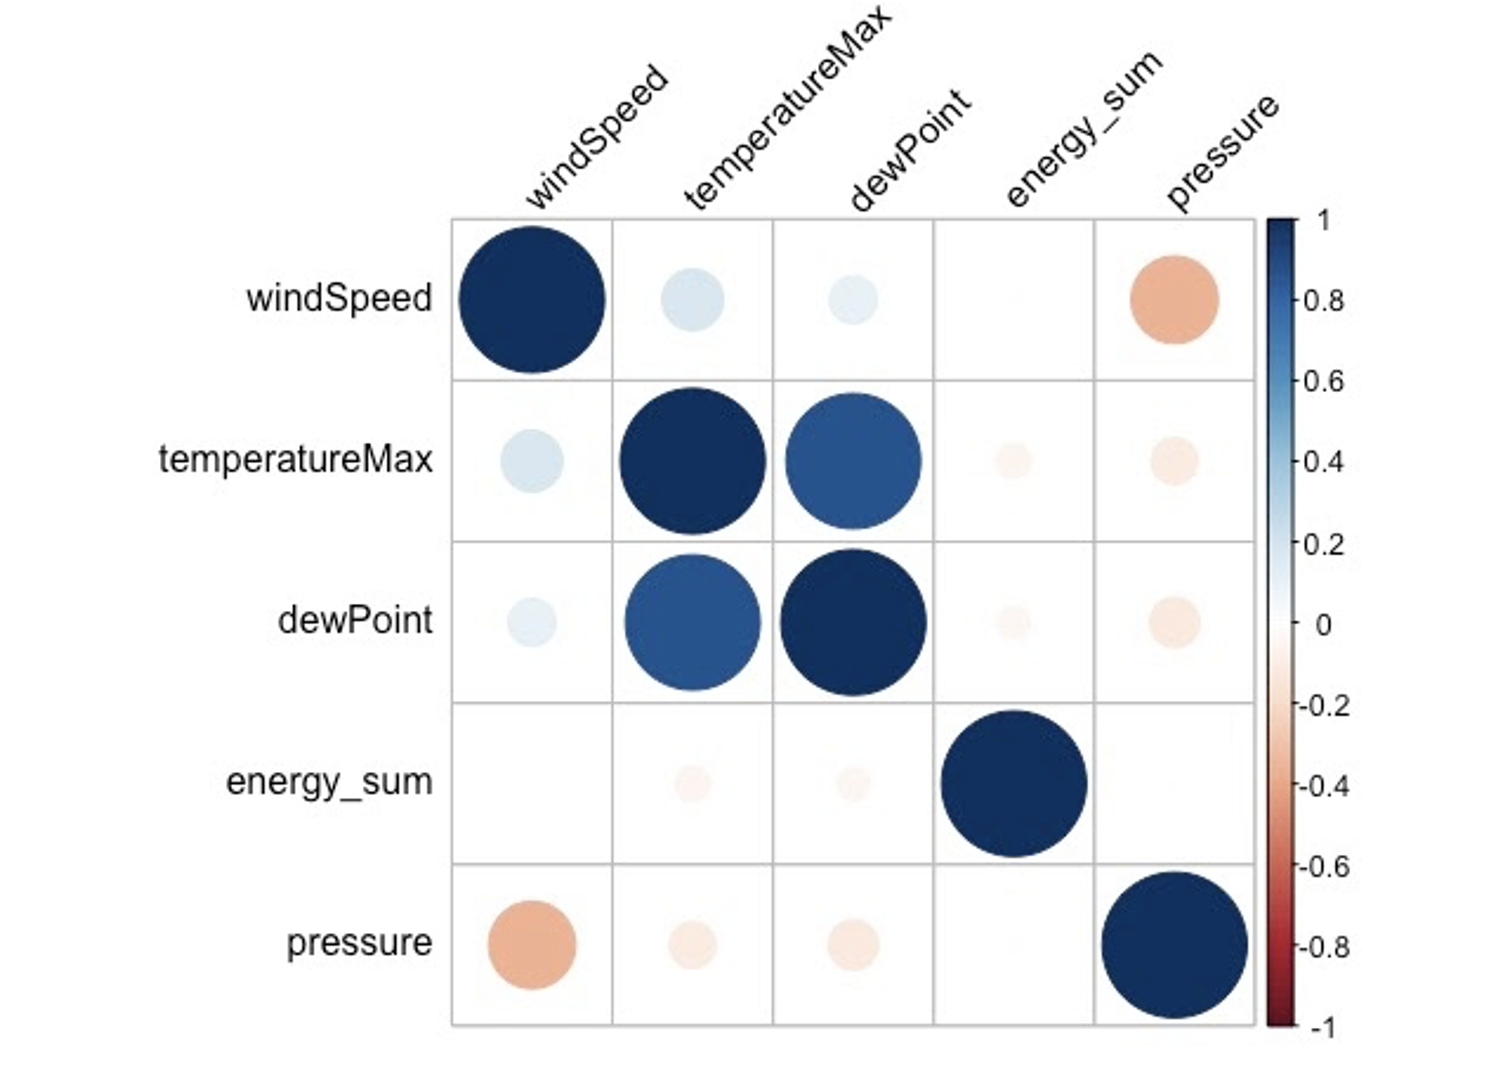 windSpeed
temperatureMax
dewPoint
energy_sum
pressure
windSpeed
temperatureMax
dewPoint
energy_sum
pressure
1
0.8
0.6
0.4
0.2
0
-0.2
-0.4
-0.6
-0.8
-1